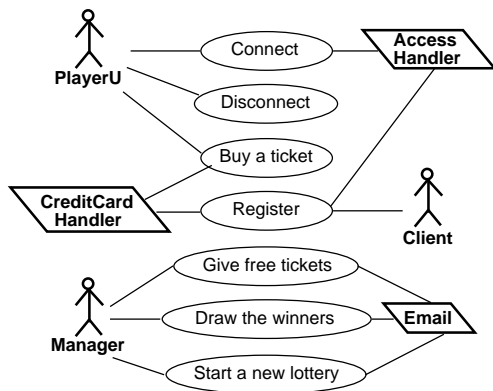 Connect
Access
Handler
PlayerU
Disconnect
Buy a ticket
CreditCard
Handler
Register
Client
Give free tickets
Draw the winners
Email
Manager
Start a new lottery